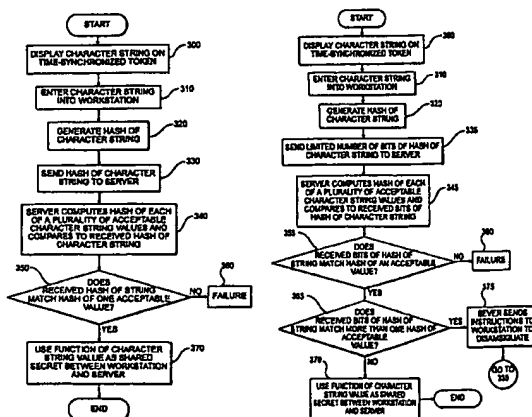 START
DISPLAY CHARACTER STRING ON
TIME-SYNCHRONIZED TOKEN
300
ENTER CHARACTER STRING
INTO WORKSTATION
310
GENERATE HASH OF
CHARACTER STRING
320
SEND HASH OF CHARACTER
STRING TO SERVER
330
SERVER COMPUTES HASH OF EACH
OF A PLURALITY OF ACCEPTABLE
CHARACTER STRING VALUES AND
COMPARES TO RECEIVED HASH OF
CHARACTER STRING
340
350
DOES
RECEIVED HASH OF
STRING MATCH HASH OF ONE ACCEPTABLE
VALUE?
NO
360
FAILURE
YES
USE FUNCTION OF CHARACTER
STRING VALUE AS SHARED
SECRET BETWEEN WORKSTATION
AND SERVER
370
END
START
DISPLAY CHARACTER STRING ON
TIME-SYNCHRONIZED TOKEN
300
ENTER CHARACTER STRING
INTO WORKSTATION
310
GENERATE HASH OF
CHARACTER STRING
320
SEND LIMITED NUMBER OF BITS OF HASH OF
CHARACTER STRING TO SERVER
335
SERVER COMPUTES HASH OF EACH
OF A PLURALITY OF ACCEPTABLE
CHARACTER STRING VALUES AND
COMPARES TO RECEIVED BITS OF
HASH OF CHARACTER STRING
345
355
DOES
RECEIVED BITS OF HASH OF
STRING MATCH HASH OF AN ACCEPTABLE
VALUE?
NO
360
FAILURE
YES
365
DOES
RECEIVED BITS OF HASH OF
STRING MATCH MORE THAN ONE HASH OF
ACCEPTABLE
VALUE?
YES
375
SEVER SENDS
INSTRUCTIONS TO
WORKSTATION TO
DISAMBIGUATE
GO TO
335
NO
370
USE FUNCTION OF CHARACTER
STRING VALUE AS SHARED
SECRET BETWEEN WORKSTATION
AND SERVER
END